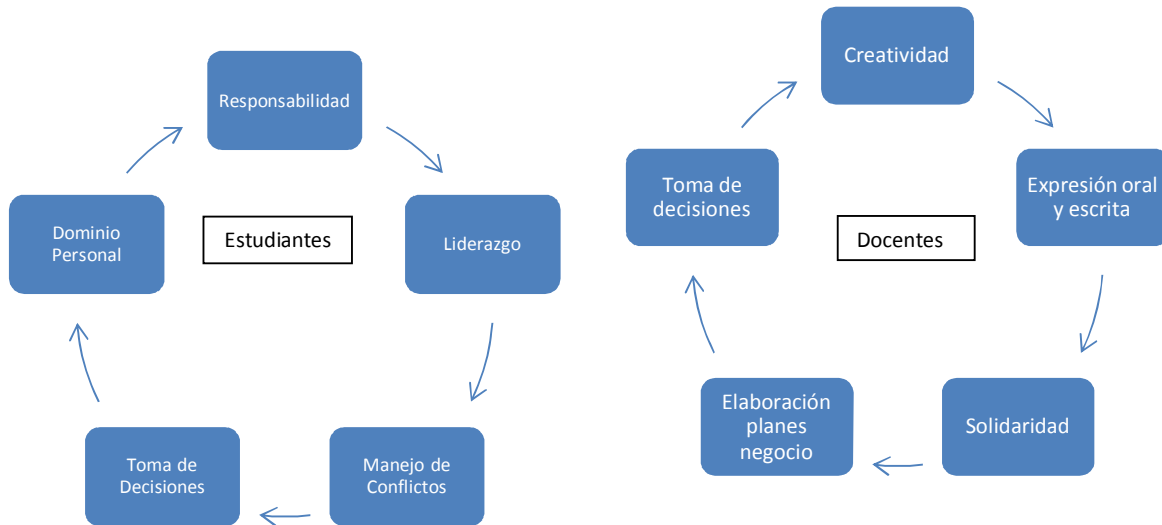 Responsabilidad
Dominio
Personal
Estudiantes
Liderazgo
Toma de
Decisiones
Manejo de
Conflictos
Creatividad
Toma de
decisiones
Docentes
Expresión oral
y escrita
Elaboración
planes
negocio
Solidaridad